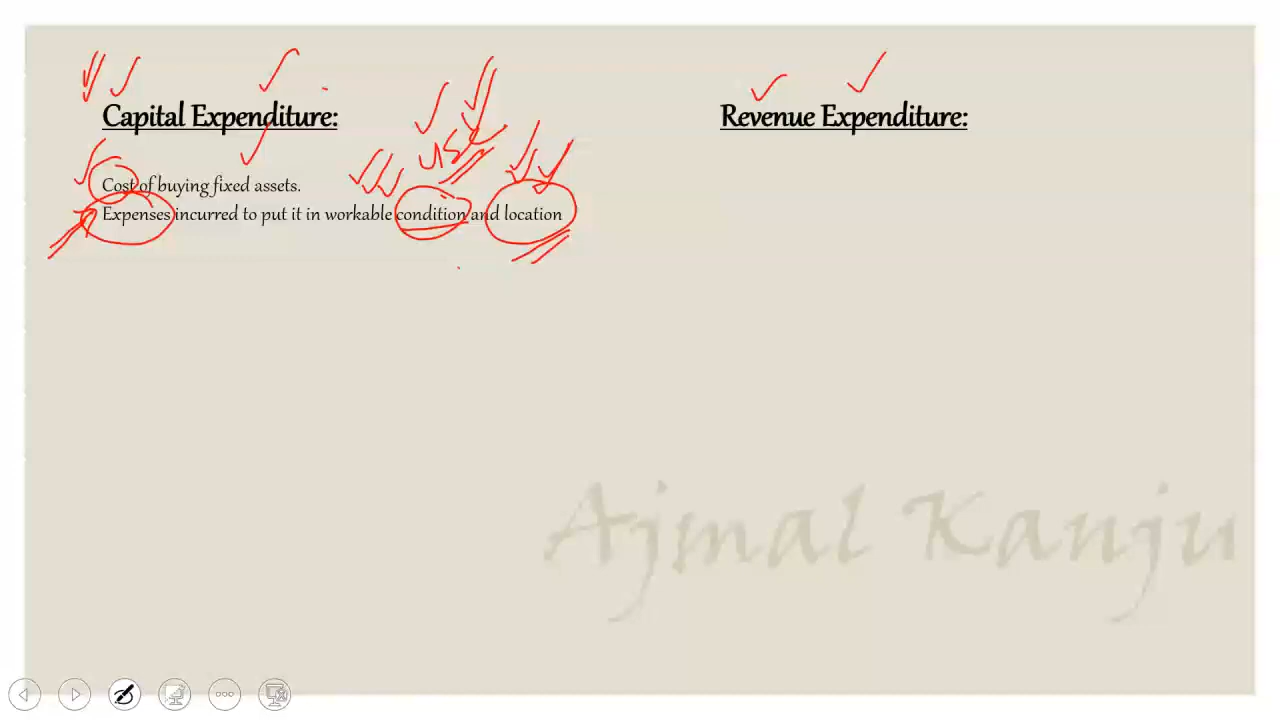 Capital Expenditure:
Revenue Expenditure:
use
Cost of buying fixed assets.
Expenses incurred to put it in workable condition and location
Ajmal Kanju